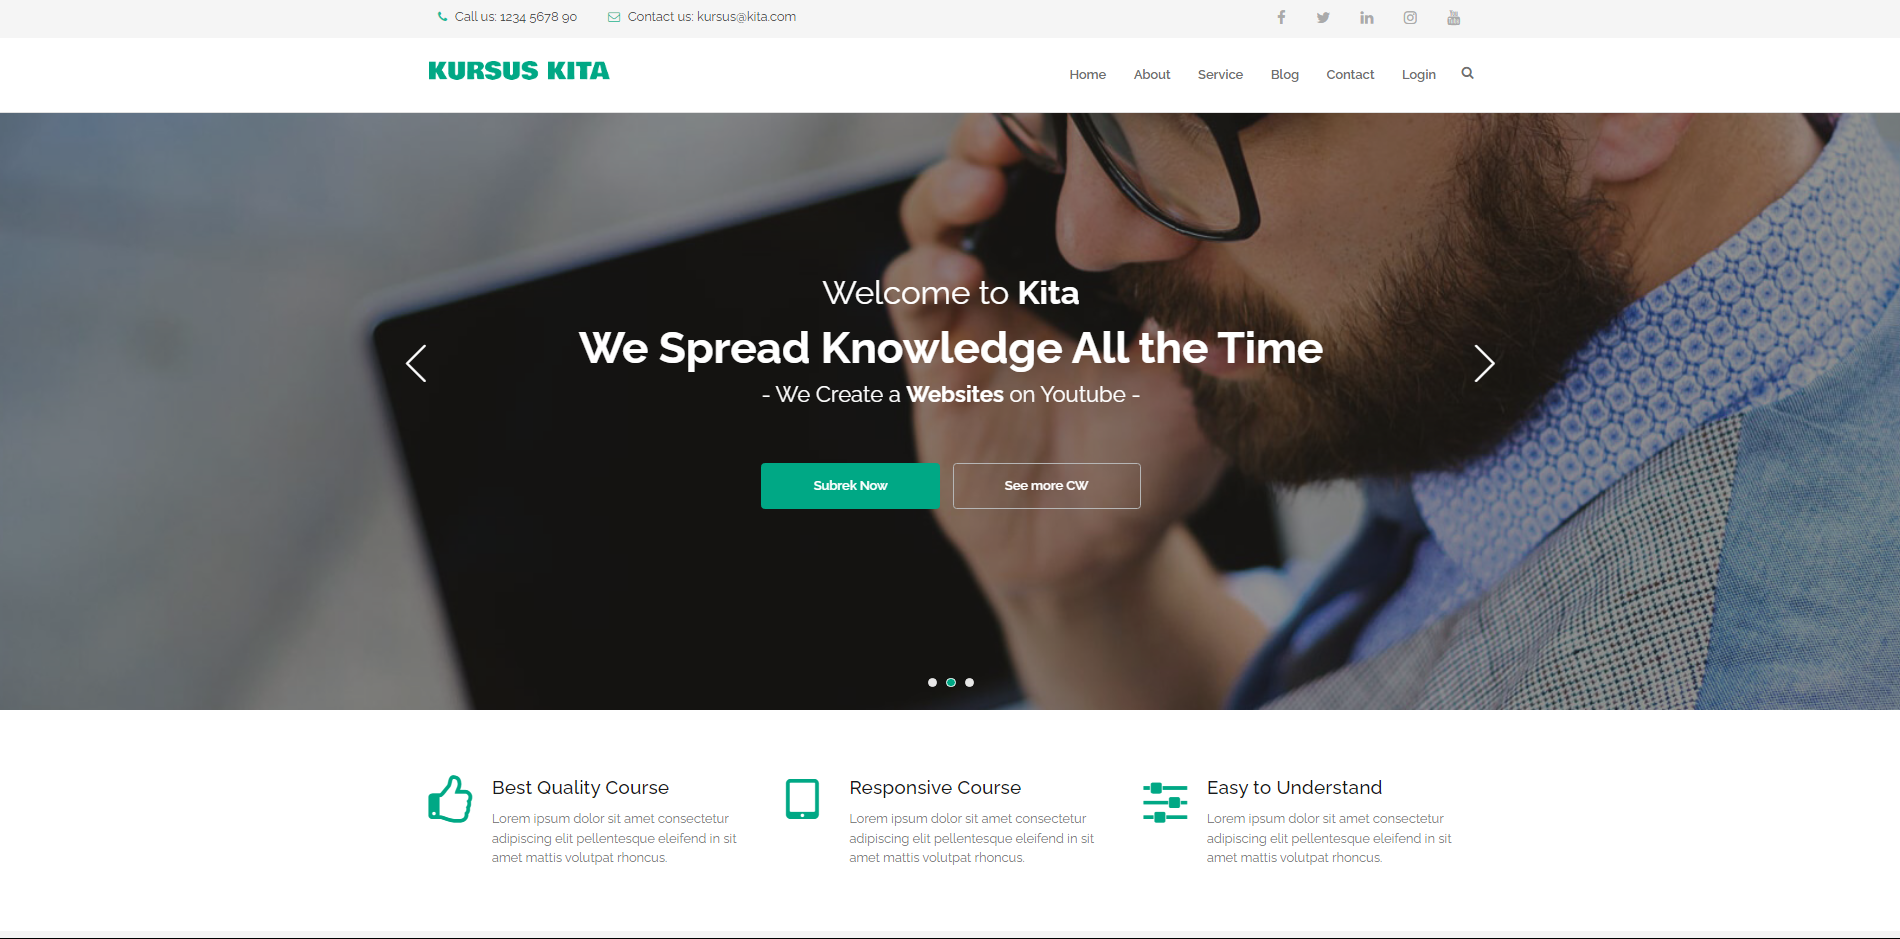 Call us: 1234 5678 90
Contact us: kursus@kita.com
KURSUS KITA
Home
About
Service
Blog
Contact
Login
Welcome to Kita
We Spread Knowledge All the Time
- We Create a Websites on Youtube -
Subrek Now
See more CW
Best Quality Course
Lorem ipsum dolor sit amet consectetur
adipiscing elit pellentesque eleifend in sit
amet mattis volutpat rhoncus.
Responsive Course
Lorem ipsum dolor sit amet consectetur
adipiscing elit pellentesque eleifend in sit
amet mattis volutpat rhoncus.
Easy to Understand
Lorem ipsum dolor sit amet consectetur
adipiscing elit pellentesque eleifend in sit
amet mattis volutpat rhoncus.